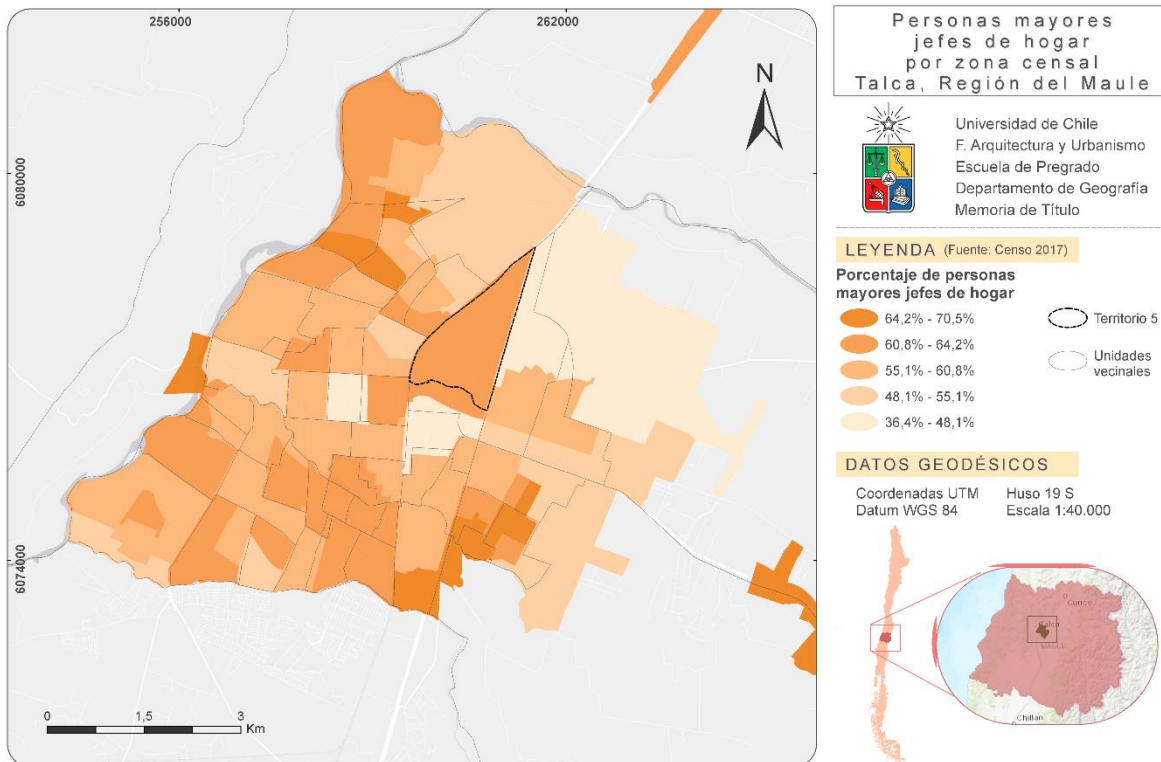 256000
262000
6080000
6074000
N
0
1,5
3
Km
Personas mayores
jefes de hogar
por zona censal
Talca, Región del Maule
Universidad de Chile
F. Arquitectura y Urbanismo
Escuela de Pregrado
Departamento de Geografía
Memoria de Título
LEYENDA (Fuente: Censo 2017)
Porcentaje de personas
mayores jefes de hogar
64,2% - 70,5%
60,8% - 64,2%
55,1% - 60,8%
48,1% - 55,1%
36,4% - 48,1%
Territorio 5
Unidades
vecinales
DATOS GEODÉSICOS
Coordenadas UTM
Datum WGS 84
Huso 19 S
Escala 1:40.000
Curicó
Talca
Chillan